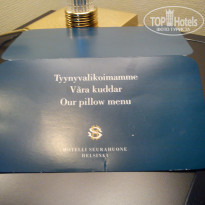 TOP HOTELS
Tyynyvalikoimamme
Våra kuddar
Our pillow menu
S
HOTELLI SEURAHUONE
HELSINKI